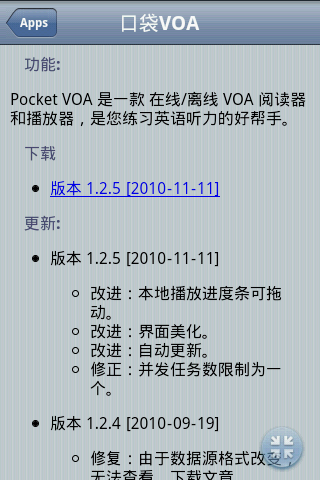 Apps
口袋VOA
功能:
Pocket VOA 是一款 在线/离线 VOA 阅读器
和播放器，是您练习英语听力的好帮手。
下载
版本 1.2.5 [2010-11-11]
更新:
版本 1.2.5 [2010-11-11]
改进：本地播放进度条可拖
动。
改进：界面美化。
改进：自动更新。
修正：并发任务数限制为一
个。
版本 1.2.4 [2010-09-19]
修复：由于数据源格式改变，
无法查看、下载文章